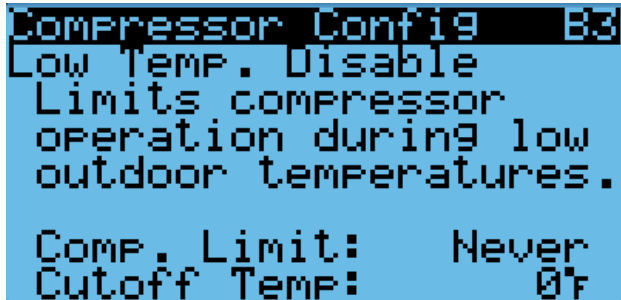 Compressor Config B3
Low Temp. Disable
Limits compressor
operation during low
outdoor temperatures.
Comp. Limit: Never
Cutoff Temp: 0°F